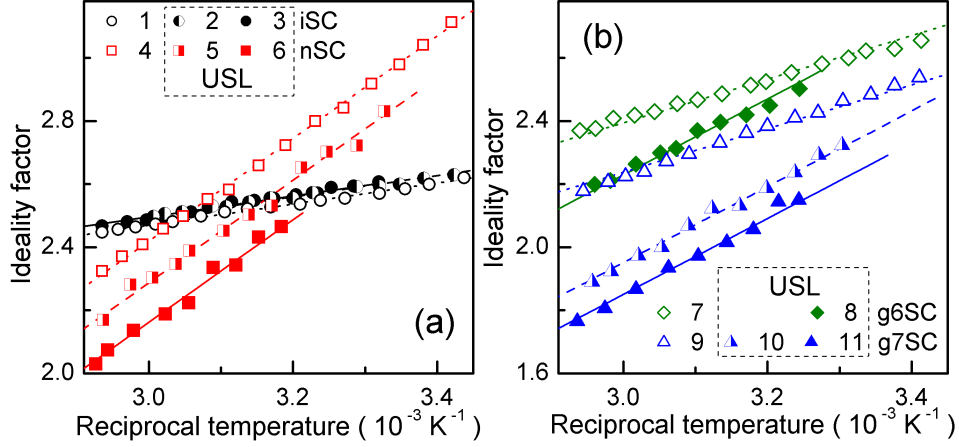 1 2 3 iSC
4 5 6 nSC
USL
(a)
Ideality factor
2.0
2.4
2.8
3.0 3.2 3.4
Reciprocal temperature ( 10⁻³ K⁻¹)
(b)
Ideality factor
2.4
2.0
1.6
USL
7 8 g6SC
9 10 11 g7SC
3.0 3.2 3.4
Reciprocal temperature ( 10⁻³ K⁻¹)